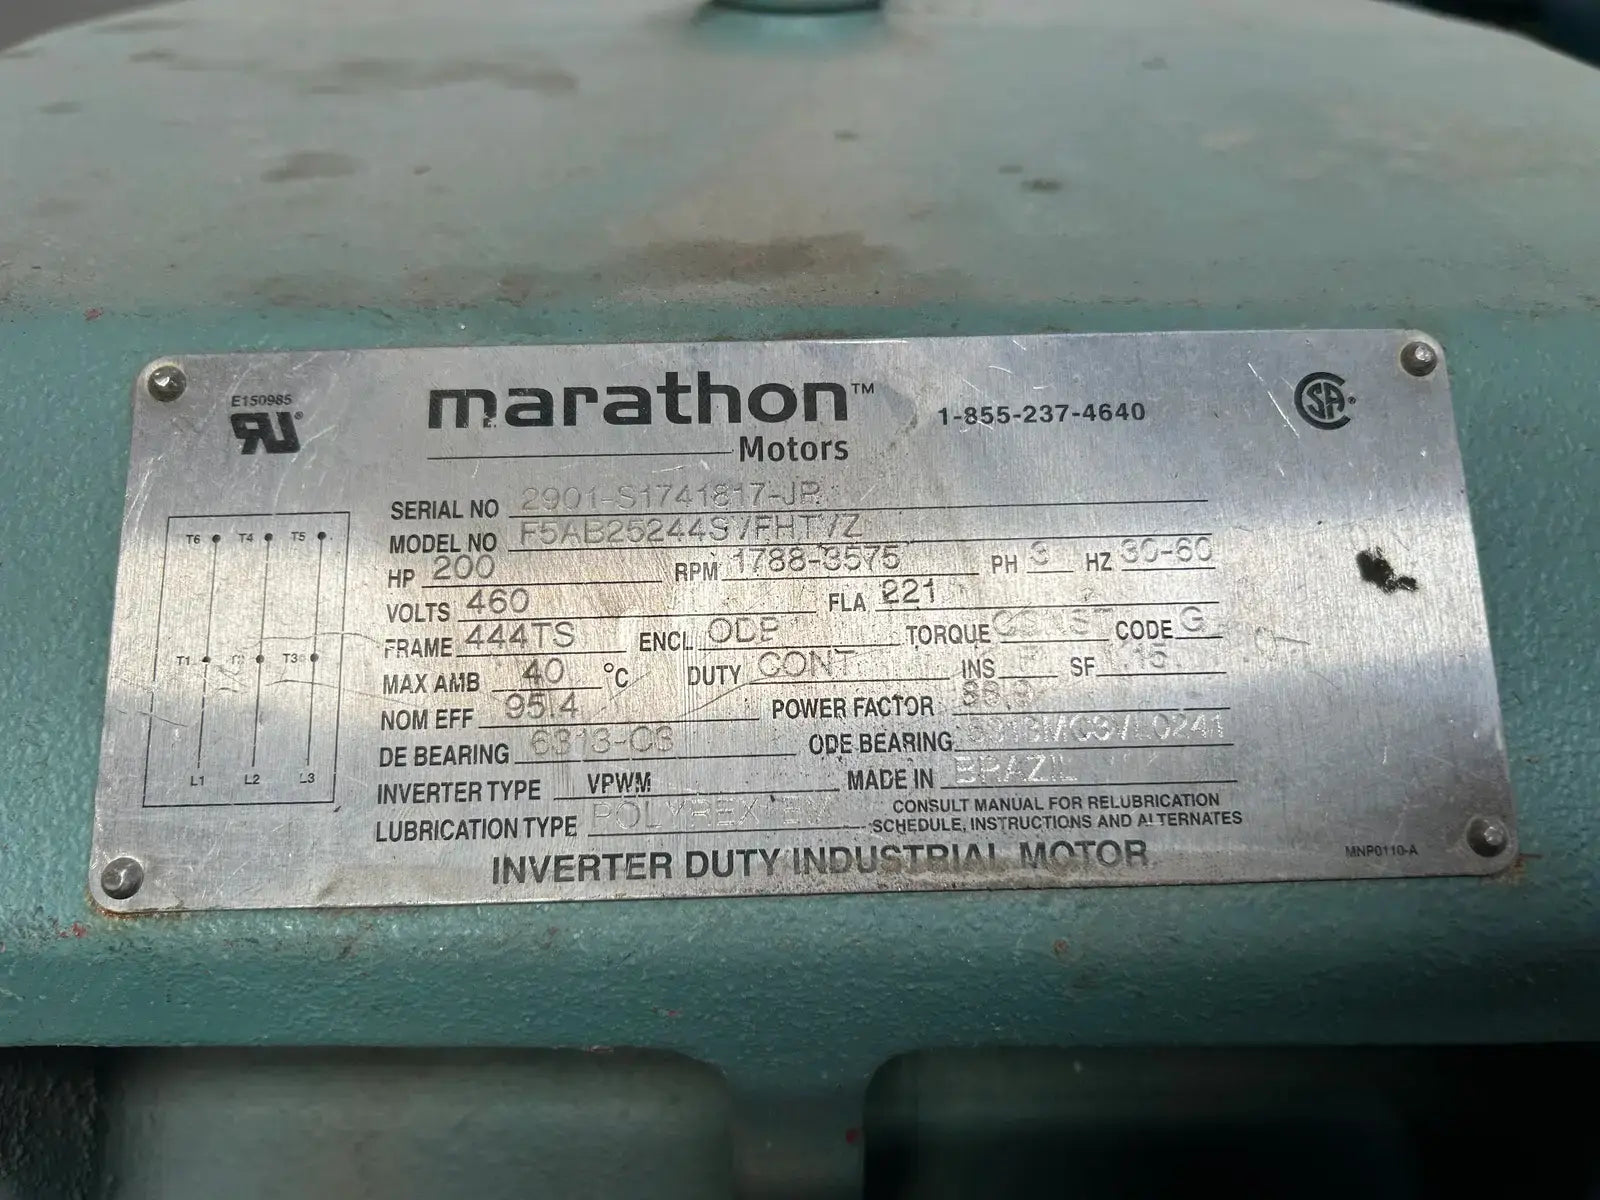 E150985
marathon™
Motors
1-855-237-4640
CSA®
SERIAL NO 2901-S1741817-JR
MODEL NO
HP 200 RPM 1788-3575 PH 3 HZ 30-60
VOLTS 460 FLA 221
FRAME 444TS ENCL ODP TORQUE CODE G
MAX AMB 40 °C DUTY CONT INS SF
NOM EFF 95.4 POWER FACTOR
DE BEARING 6313-C3 ODE BEARING
INVERTER TYPE VPWM MADE IN BRAZIL
LUBRICATION TYPE POLYREX EM CONSULT MANUAL FOR RELUBRICATION
SCHEDULE, INSTRUCTIONS AND ALTERNATES
INVERTER DUTY INDUSTRIAL MOTOR
MNP0110-A
T6 T4 T5
T1 T3
L1 L2 L3